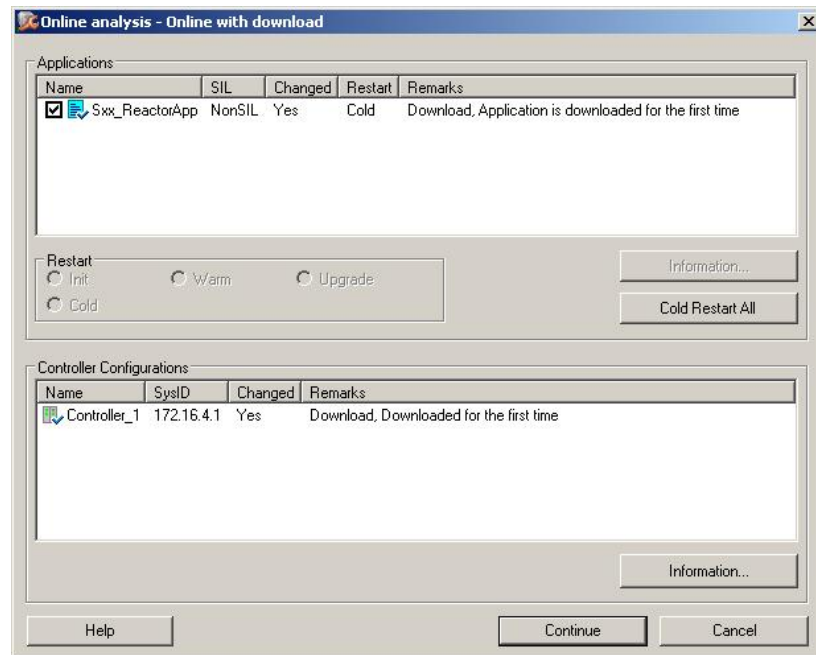 Online analysis - Online with download
Applications
Name SIL Changed Restart Remarks
Sxx_ReactorApp NonSIL Yes Cold Download, Application is downloaded for the first time
Restart
Init Warm Upgrade
Cold
Information...
Cold Restart All
Controller Configurations
Name SysID Changed Remarks
Controller_1 172.16.4.1 Yes Download, Downloaded for the first time
Information...
Help Continue Cancel